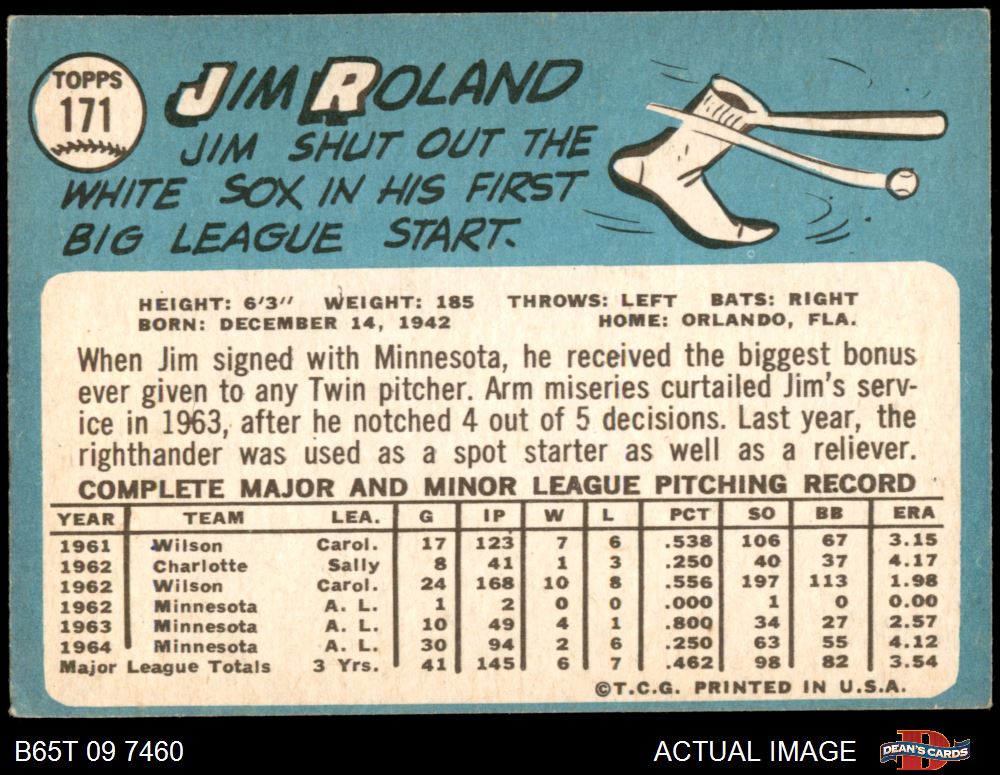 TOPPS
171
JIM ROLAND
JIM SHUT OUT THE
WHITE SOX IN HIS FIRST
BIG LEAGUE START.
HEIGHT: 6'3" WEIGHT: 185 THROWS: LEFT BATS: RIGHT
BORN: DECEMBER 14, 1942 HOME: ORLANDO, FLA.
When Jim signed with Minnesota, he received the biggest bonus
ever given to any Twin pitcher. Arm miseries curtailed Jim's serv-
ice in 1963, after he notched 4 out of 5 decisions. Last year, the
righthander was used as a spot starter as well as a reliever.
COMPLETE MAJOR AND MINOR LEAGUE PITCHING RECORD
YEAR TEAM LEA. G IP W L PCT SO BB ERA
1961 Wilson Carol. 17 123 7 6 .538 106 67 3.15
1962 Charlotte Sally 8 41 1 3 .250 40 37 4.17
1962 Wilson Carol. 24 168 10 8 .556 197 113 1.98
1962 Minnesota A. L. 1 2 0 0 .000 1 0 0.00
1963 Minnesota A. L. 10 49 4 1 .800 34 27 2.57
1964 Minnesota A. L. 30 94 2 6 .250 63 55 4.12
Major League Totals 3 Yrs. 41 145 6 7 .462 98 82 3.54
©T.C.G. PRINTED IN U.S.A.
B65T 09 7460 ACTUAL IMAGE DEAN'S CARDS